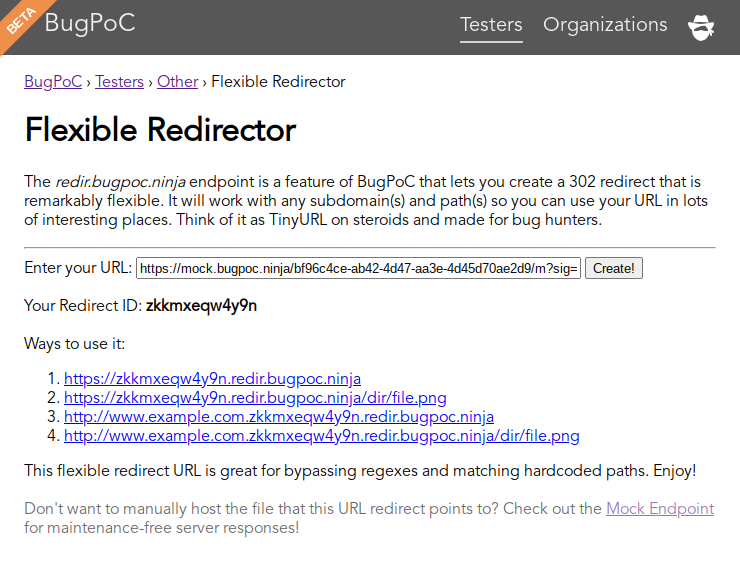 BETA
BugPoC
Testers Organizations
BugPoC › Testers › Other › Flexible Redirector
Flexible Redirector
The redir.bugpoc.ninja endpoint is a feature of BugPoC that lets you create a 302 redirect that is
remarkably flexible. It will work with any subdomain(s) and path(s) so you can use your URL in lots
of interesting places. Think of it as TinyURL on steroids and made for bug hunters.
Enter your URL: https://mock.bugpoc.ninja/bf96c4ce-ab42-4d47-aa3e-4d45d70ae2d9/m?sig= Create!
Your Redirect ID: zkkmxeqw4y9n
Ways to use it:
1. https://zkkmxeqw4y9n.redir.bugpoc.ninja
2. https://zkkmxeqw4y9n.redir.bugpoc.ninja/dir/file.png
3. http://www.example.com.zkkmxeqw4y9n.redir.bugpoc.ninja
4. http://www.example.com.zkkmxeqw4y9n.redir.bugpoc.ninja/dir/file.png
This flexible redirect URL is great for bypassing regexes and matching hardcoded paths. Enjoy!
Don't want to manually host the file that this URL redirect points to? Check out the Mock Endpoint
for maintenance-free server responses!